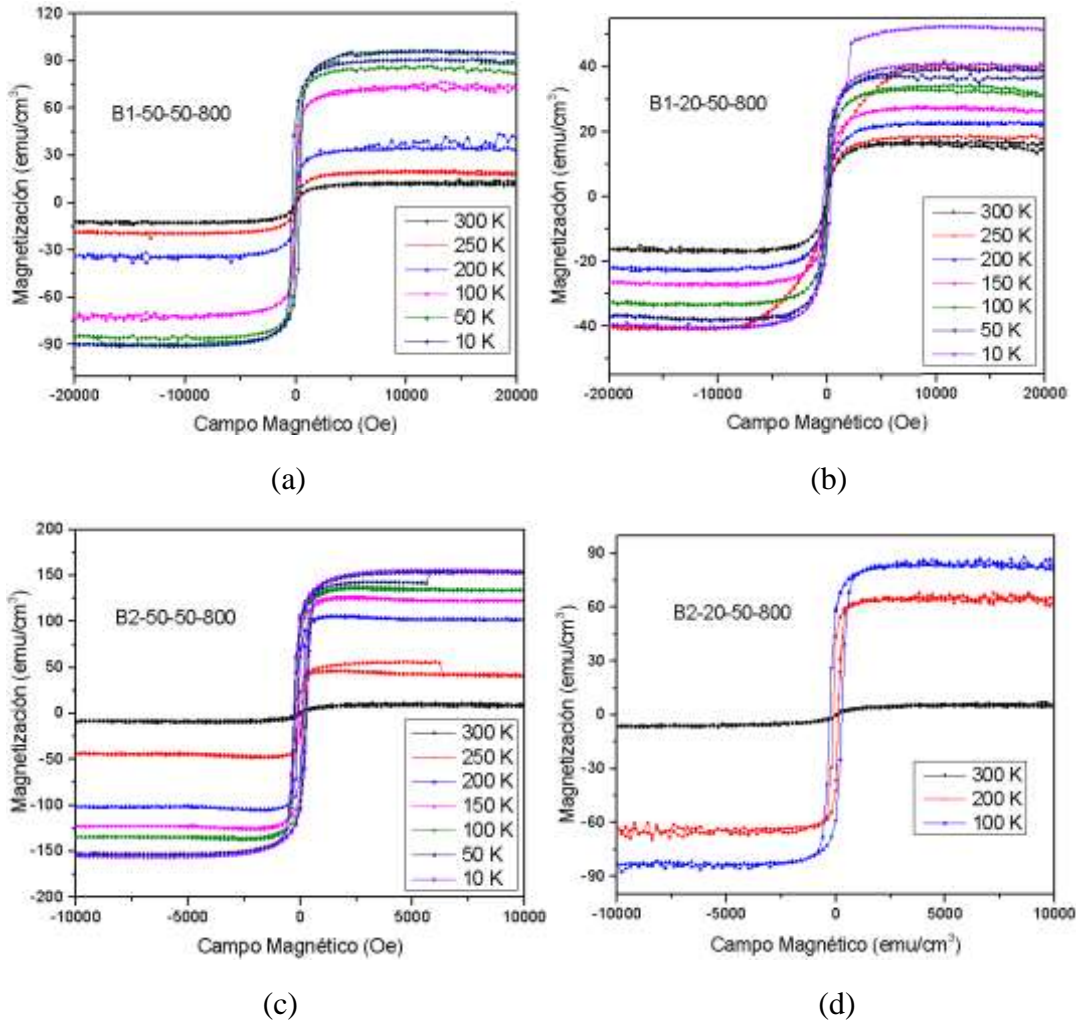 120
90
60
30
0
-30
-60
-90
Magnetización (emu/cm³)
B1-50-50-800
300 K
250 K
200 K
100 K
50 K
10 K
-20000 -10000 0 10000 20000
Campo Magnético (Oe)
(a)
40
20
0
-20
-40
Magnetización (emu/cm³)
B1-20-50-800
300 K
250 K
200 K
150 K
100 K
50 K
10 K
-20000 -10000 0 10000 20000
Campo Magnético (Oe)
(b)
200
150
100
50
0
-50
-100
-150
-200
Magnetización (emu/cm³)
B2-50-50-800
300 K
250 K
200 K
150 K
100 K
50 K
10 K
-10000 -5000 0 5000 10000
Campo Magnético (Oe)
(c)
90
60
30
0
-30
-60
-90
Magnetización (emu/cm³)
B2-20-50-800
300 K
200 K
100 K
-10000 -5000 0 5000 10000
Campo Magnético (emu/cm³)
(d)